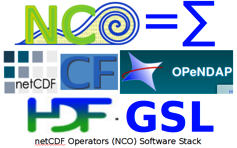 NCO=Σ
netCDF CF OPeNDAP
HDF·GSL
netCDF Operators (NCO) Software Stack